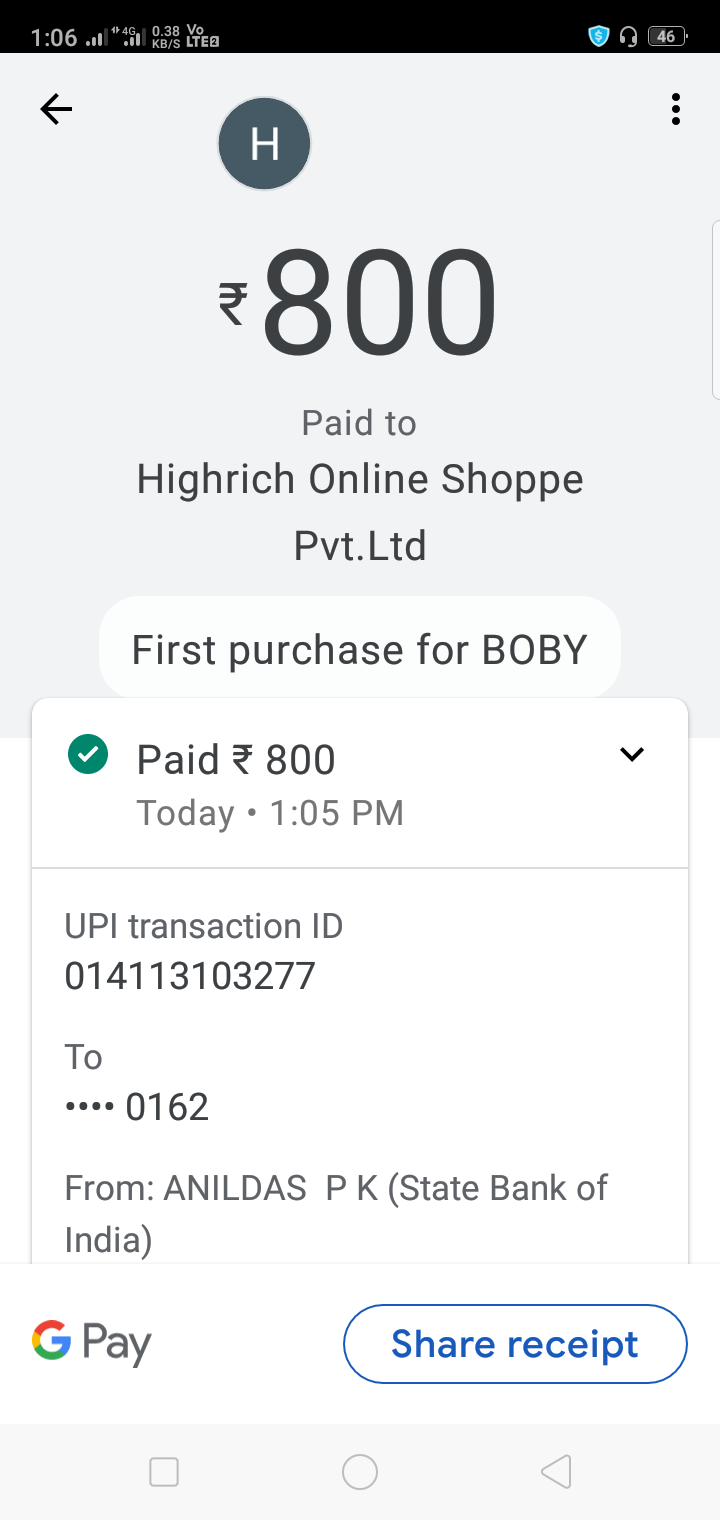 1:06 4G 0.38 KB/S Vo LTE2 46
H
₹800
Paid to
Highrich Online Shoppe
Pvt.Ltd
First purchase for BOBY
Paid ₹ 800
Today • 1:05 PM
UPI transaction ID
014113103277
To
•••• 0162
From: ANILDAS  P K (State Bank of
India)
G Pay
Share receipt